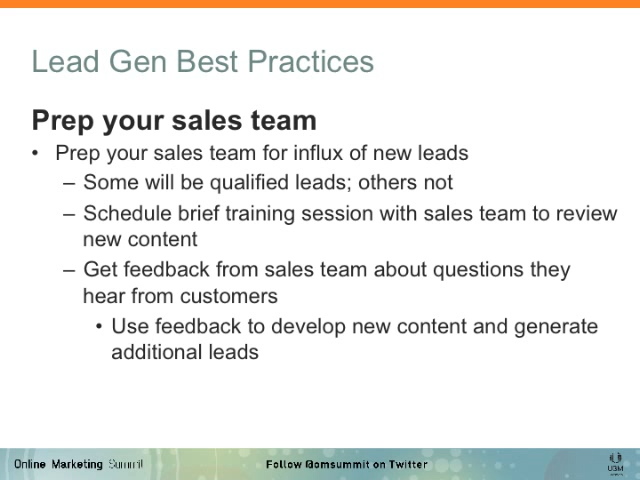 Lead Gen Best Practices
Prep your sales team
• Prep your sales team for influx of new leads
– Some will be qualified leads; others not
– Schedule brief training session with sales team to review
new content
– Get feedback from sales team about questions they
hear from customers
• Use feedback to develop new content and generate
additional leads
Online Marketing Summit
Follow @omsummit on Twitter
UBM